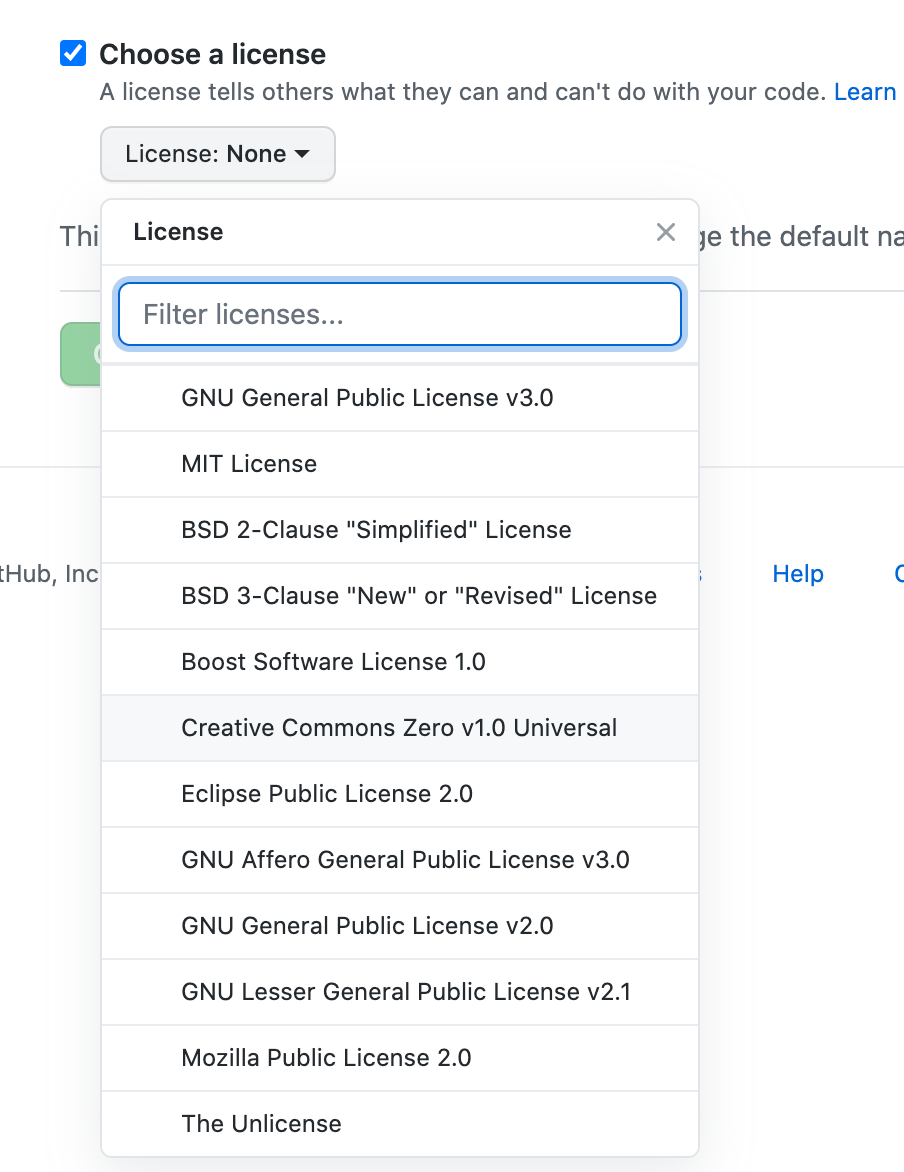 Choose a license
A license tells others what they can and can't do with your code. Learn
License: None
Thi
ge the default na
License
Filter licenses...
GNU General Public License v3.0
MIT License
BSD 2-Clause "Simplified" License
BSD 3-Clause "New" or "Revised" License
tHub, Inc
Help
Boost Software License 1.0
Creative Commons Zero v1.0 Universal
Eclipse Public License 2.0
GNU Affero General Public License v3.0
GNU General Public License v2.0
GNU Lesser General Public License v2.1
Mozilla Public License 2.0
The Unlicense